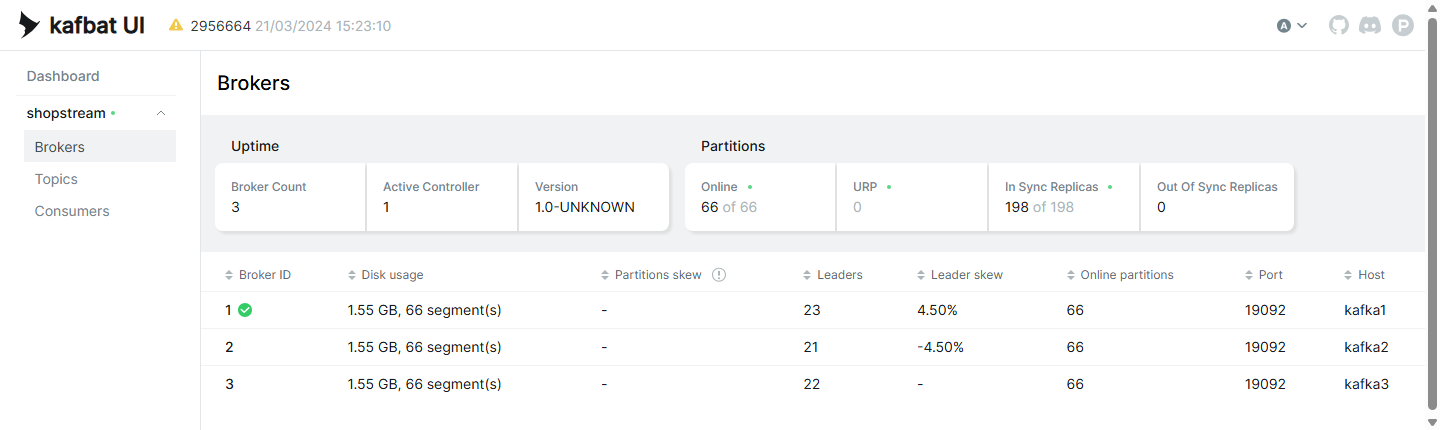 kafbat UI 2956664 21/03/2024 15:23:10 A
Dashboard
shopstream
Brokers
Topics
Consumers
Brokers
Uptime
Broker Count
3
Active Controller
1
Version
1.0-UNKNOWN
Partitions
Online
66 of 66
URP
0
In Sync Replicas
198 of 198
Out Of Sync Replicas
0
Broker ID Disk usage Partitions skew Leaders Leader skew Online partitions Port Host
1 1.55 GB, 66 segment(s) - 23 4.50% 66 19092 kafka1
2 1.55 GB, 66 segment(s) - 21 -4.50% 66 19092 kafka2
3 1.55 GB, 66 segment(s) - 22 - 66 19092 kafka3